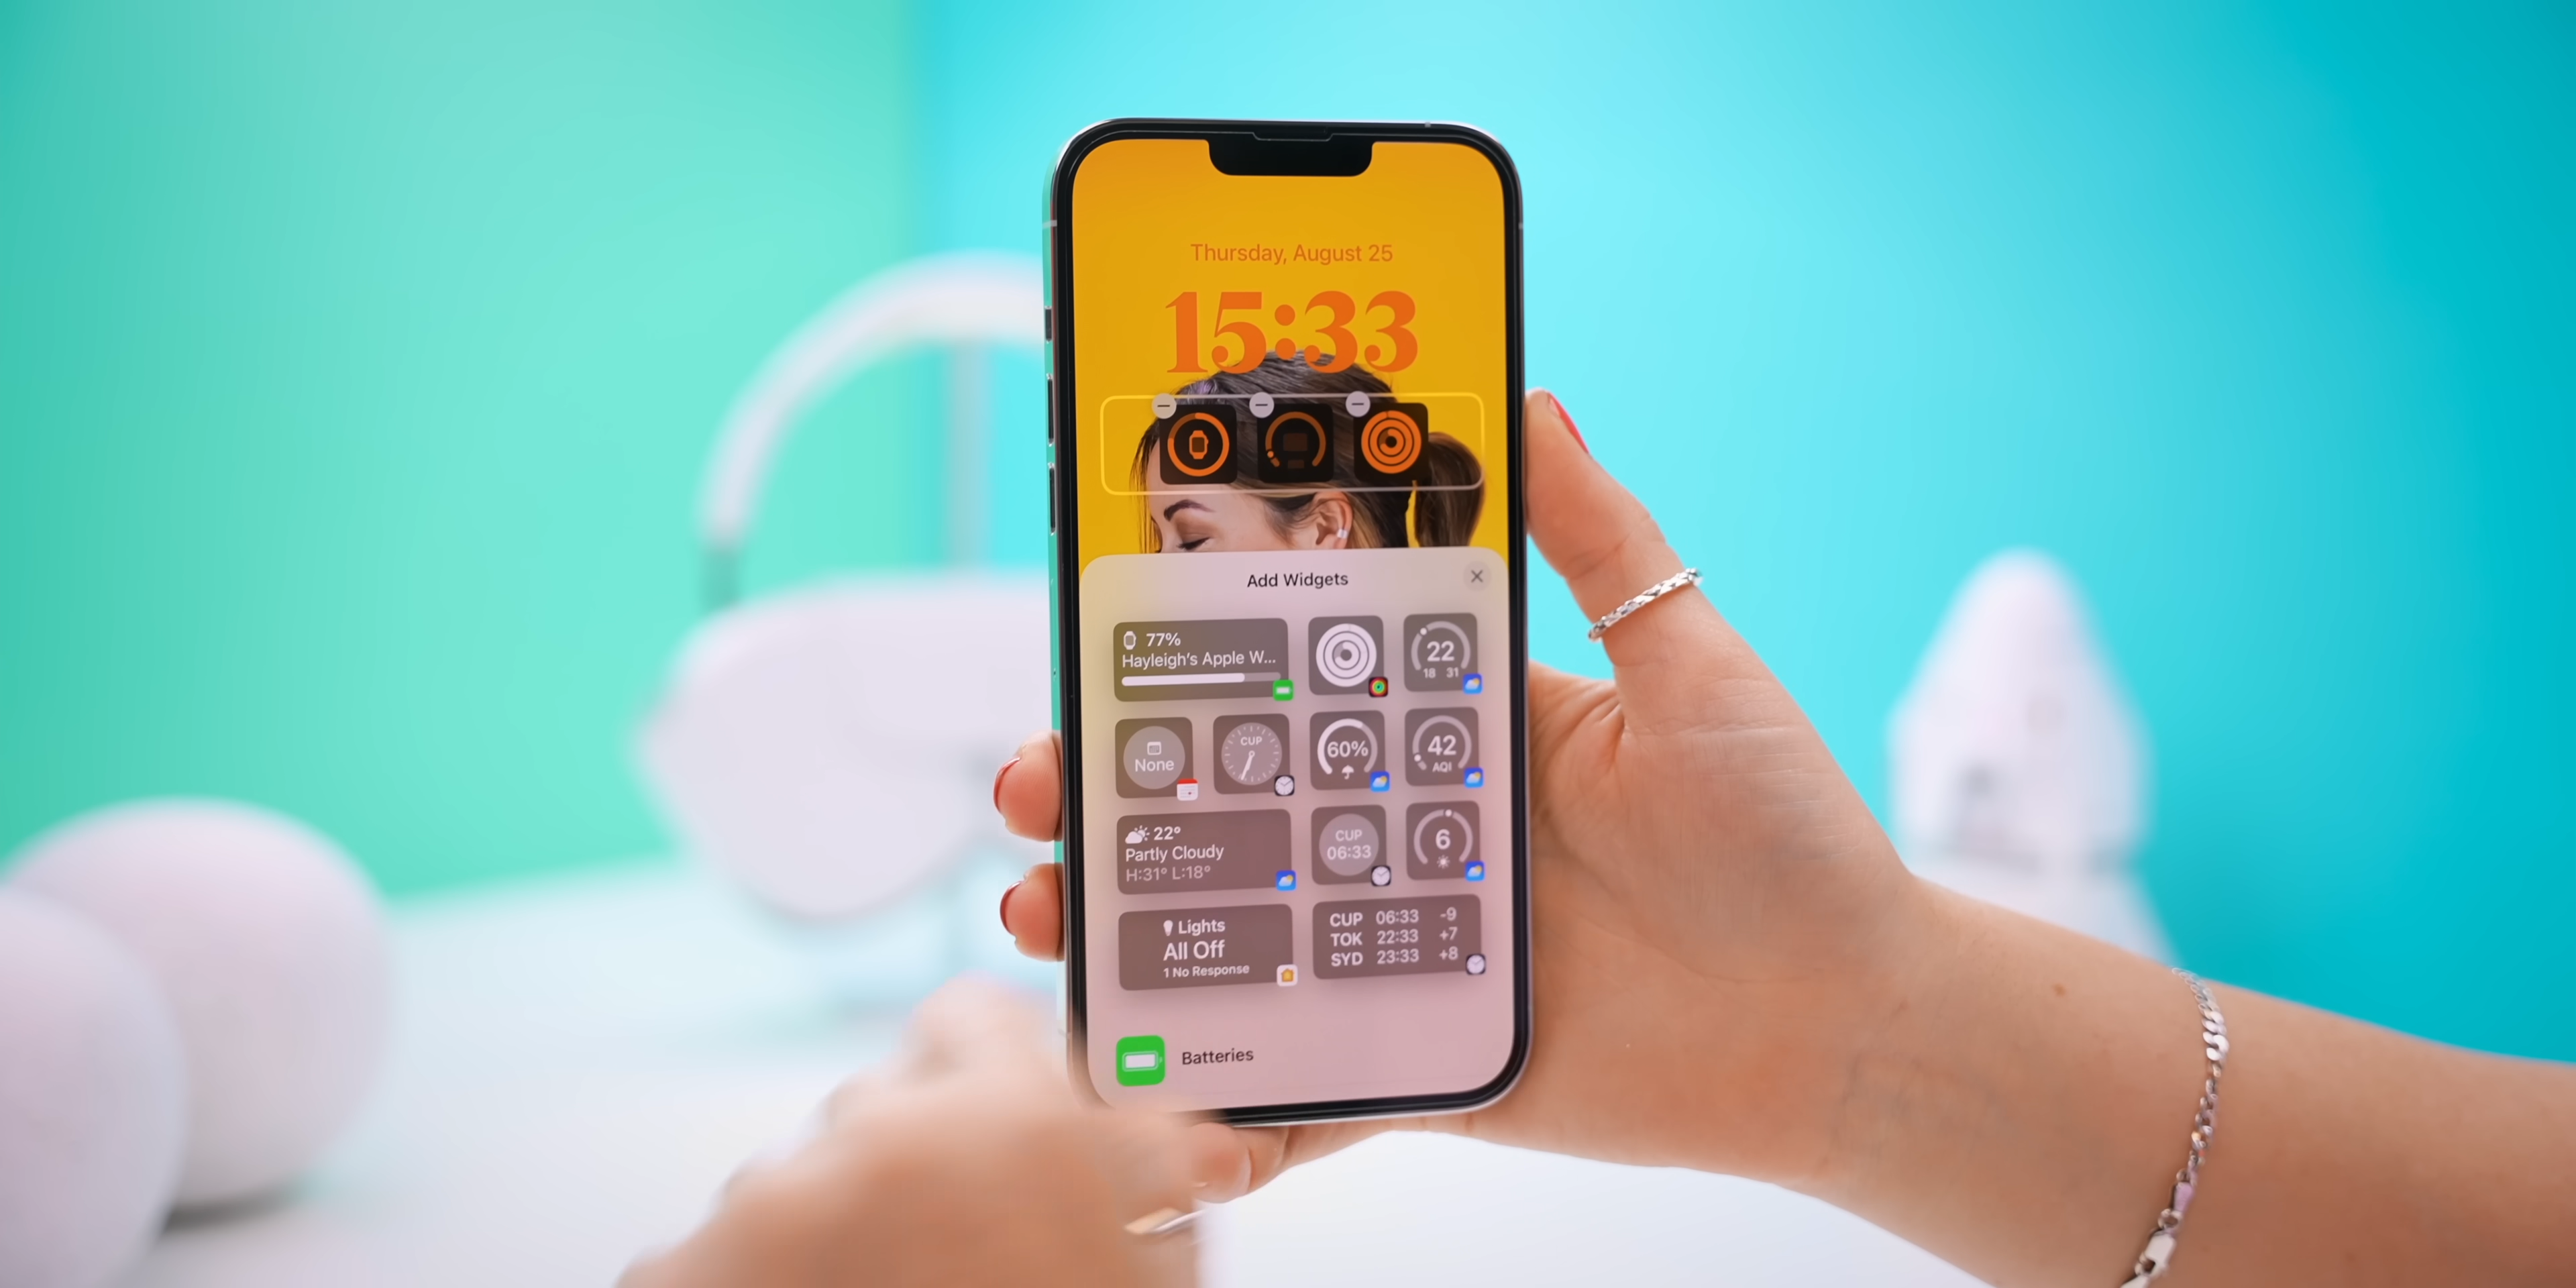 Thursday, August 25
15:33
Add Widgets
77%
Hayleigh's Apple W...
22
18 31
None
CUP
60%
42
AQI
22°
Partly Cloudy
H:31° L:18°
CUP
06:33
6
Lights
All Off
1 No Response
CUP 06:33 -9
TOK 22:33 +7
SYD 23:33 +8
Batteries